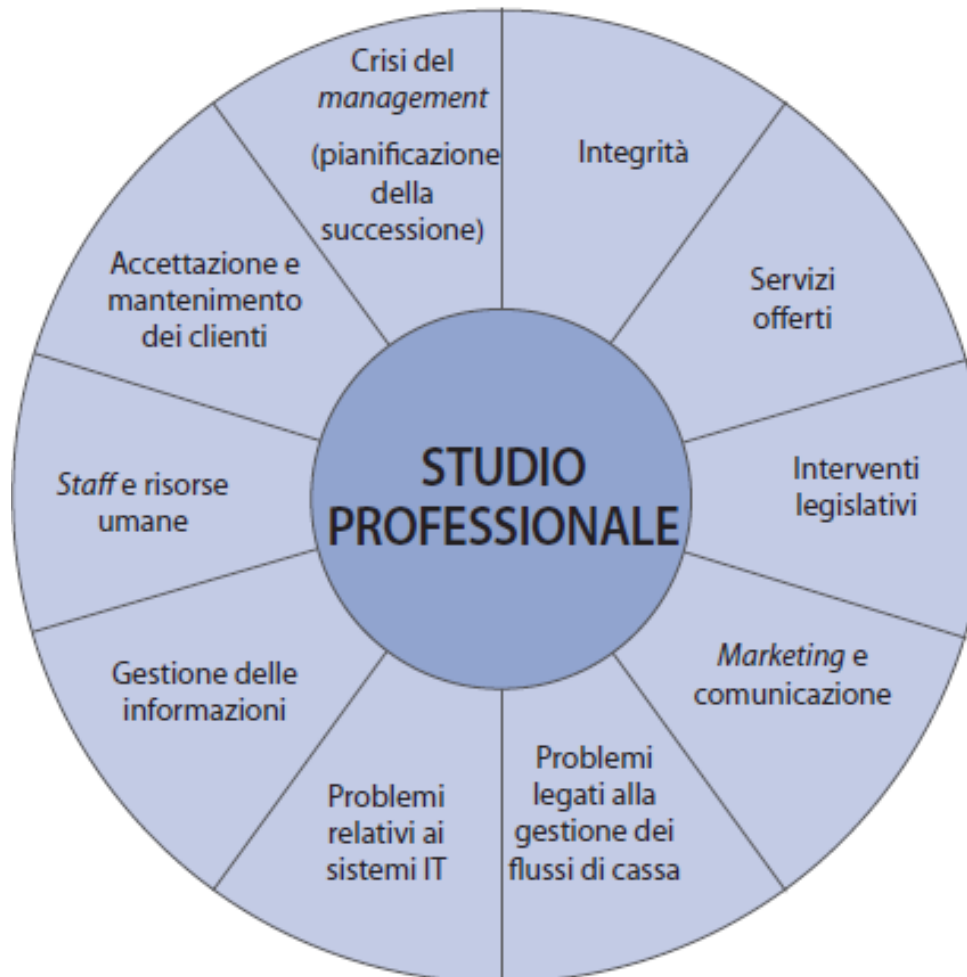 Crisi del
management
(pianificazione
della
successione)
Integrità
Servizi
offerti
Interventi
legislativi
Marketing e
comunicazione
Problemi
legati alla
gestione dei
flussi di cassa
Problemi
relativi ai
sistemi IT
Gestione delle
informazioni
Staff e risorse
umane
Accettazione e
mantenimento
dei clienti
STUDIO
PROFESSIONALE